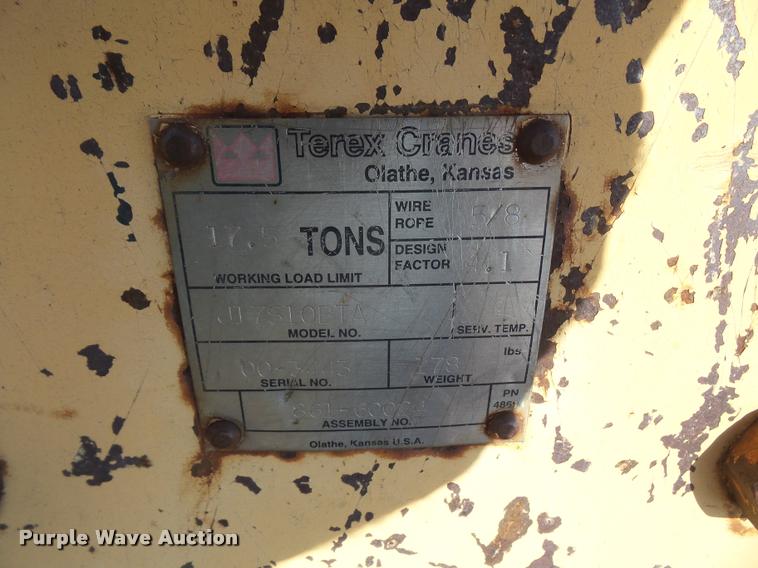 Terex Cranes
Olathe, Kansas
17.5 TONS
WORKING LOAD LIMIT
WIRE ROPE 5/8
DESIGN FACTOR
MODEL NO.
SERV. TEMP.
SERIAL NO.
WEIGHT
lbs
ASSEMBLY NO.
PN
Olathe, Kansas U.S.A.
Purple Wave Auction